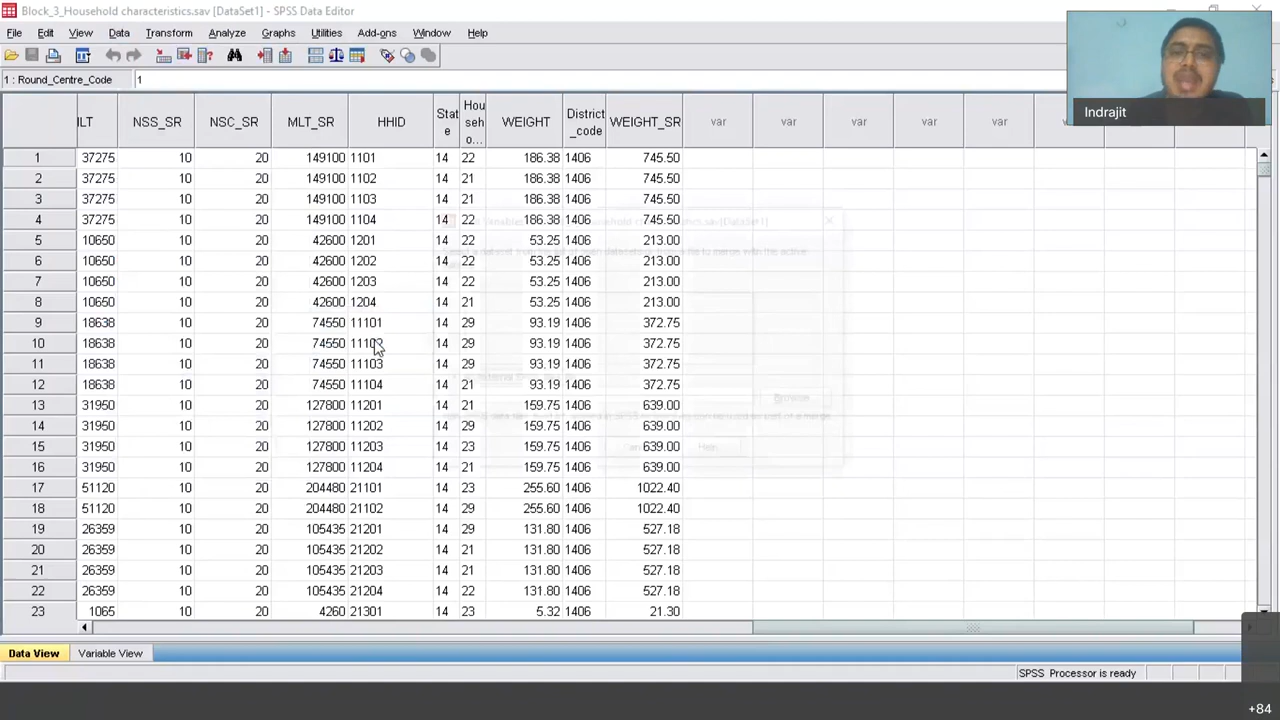 Block_3_Household characteristics.sav [DataSet1] - SPSS Data Editor
File Edit View Data Transform Analyze Graphs Utilities Add-ons Window Help
1 : Round_Centre_Code 1
Indrajit
ILT NSS_SR NSC_SR MLT_SR HHID Stat e Hou seh o... WEIGHT District _code WEIGHT_SR var var var var
1 37275 10 20 149100 1101 14 22 186.38 1406 745.50
2 37275 10 20 149100 1102 14 21 186.38 1406 745.50
3 37275 10 20 149100 1103 14 21 186.38 1406 745.50
4 37275 10 20 149100 1104 14 22 186.38 1406 745.50
5 10650 10 20 42600 1201 14 22 53.25 1406 213.00
6 10650 10 20 42600 1202 14 22 53.25 1406 213.00
7 10650 10 20 42600 1203 14 22 53.25 1406 213.00
8 10650 10 20 42600 1204 14 21 53.25 1406 213.00
9 18638 10 20 74550 11101 14 29 93.19 1406 372.75
10 18638 10 20 74550 14 29 93.19 1406 372.75
11 18638 10 20 74550 11103 14 29 93.19 1406 372.75
12 18638 10 20 74550 11104 14 21 93.19 1406 372.75
13 31950 10 20 127800 11201 14 21 159.75 1406 639.00
14 31950 10 20 127800 11202 14 29 159.75 1406 639.00
15 31950 10 20 127800 11203 14 23 159.75 1406 639.00
16 31950 10 20 127800 11204 14 21 159.75 1406 639.00
17 51120 10 20 204480 21101 14 23 255.60 1406 1022.40
18 51120 10 20 204480 21102 14 29 255.60 1406 1022.40
19 26359 10 20 105435 21201 14 29 131.80 1406 527.18
20 26359 10 20 105435 21202 14 21 131.80 1406 527.18
21 26359 10 20 105435 21203 14 21 131.80 1406 527.18
22 26359 10 20 105435 21204 14 22 131.80 1406 527.18
23 1065 10 20 4260 21301 14 23 5.32 1406 21.30
Data View Variable View
SPSS Processor is ready
+84